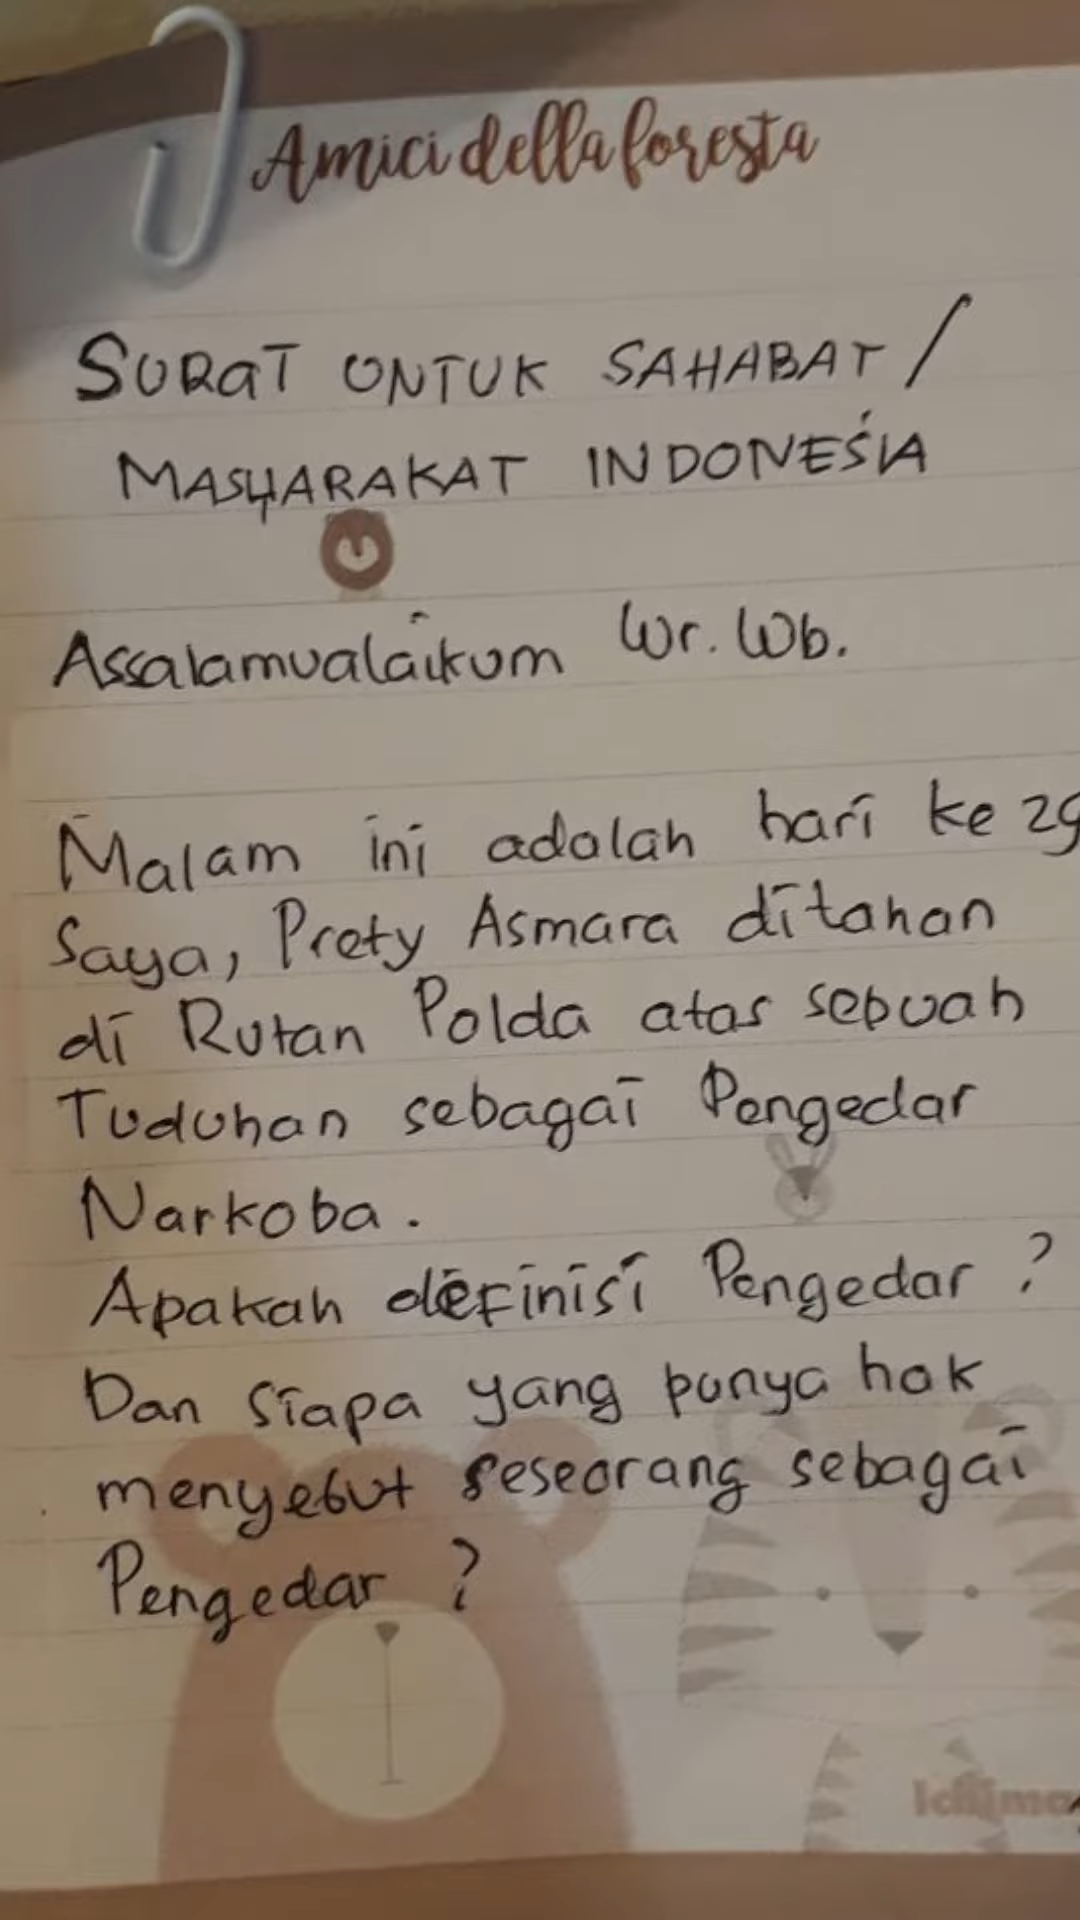 Amici della foresta
SURAT UNTUK SAHABAT /
MASYARAKAT INDONESIA
Assalamualaikum Wr. Wb.
Malam ini adalah hari ke 29
Saya, Prety Asmara ditahan
di Rutan Polda atas sebuah
Tuduhan sebagai Pengedar
Narkoba.
Apakah definisi Pengedar ?
Dan siapa yang punya hak
menyebut seseorang sebagai
Pengedar ?